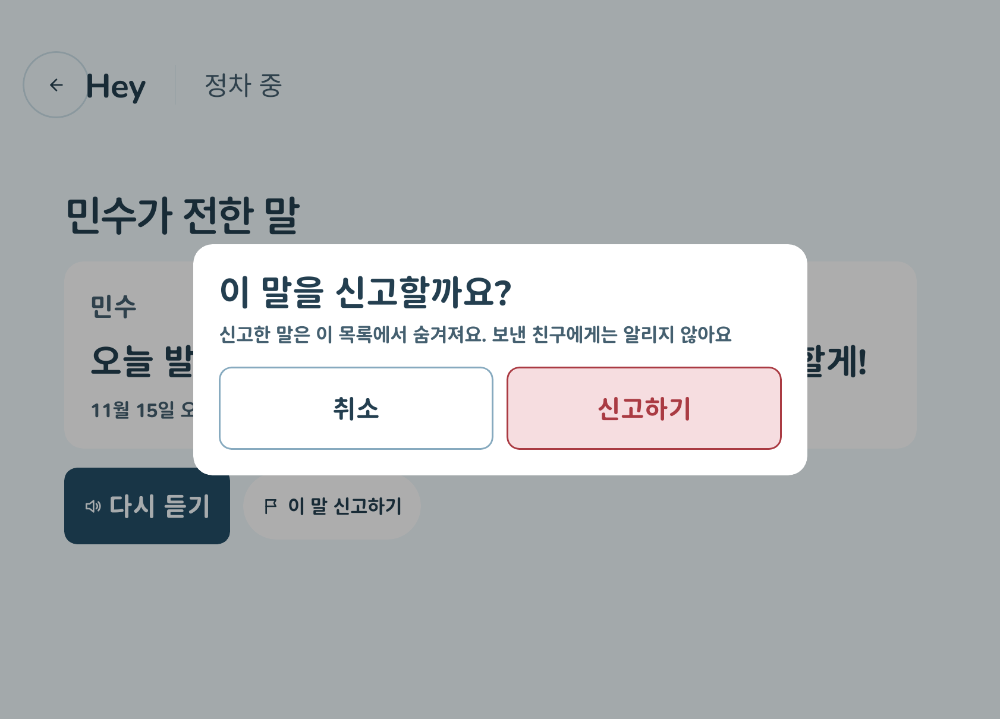 Hey
정차 중
민수가 전한 말
민수
오늘
할게!
11월 15일
이 말을 신고할까요?
신고한 말은 이 목록에서 숨겨져요. 보낸 친구에게는 알리지 않아요
취소
신고하기
다시 듣기
이 말 신고하기